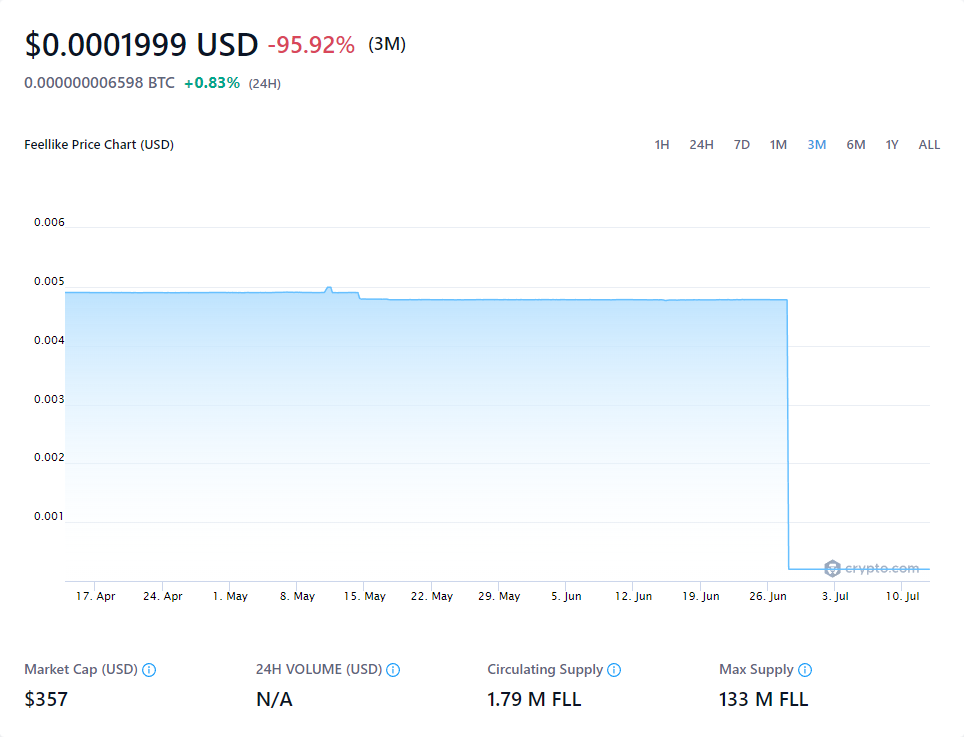 $0.0001999 USD -95.92% (3M)
0.000000006598 BTC +0.83% (24H)
Feellike Price Chart (USD) 1H 24H 7D 1M 3M 6M 1Y ALL
0.006
0.005
0.004
0.003
0.002
0.001
crypto.com
17. Apr 24. Apr 1. May 8. May 15. May 22. May 29. May 5. Jun 12. Jun 19. Jun 26. Jun 3. Jul 10. Jul
Market Cap (USD) 24H VOLUME (USD) Circulating Supply Max Supply
$357 N/A 1.79 M FLL 133 M FLL